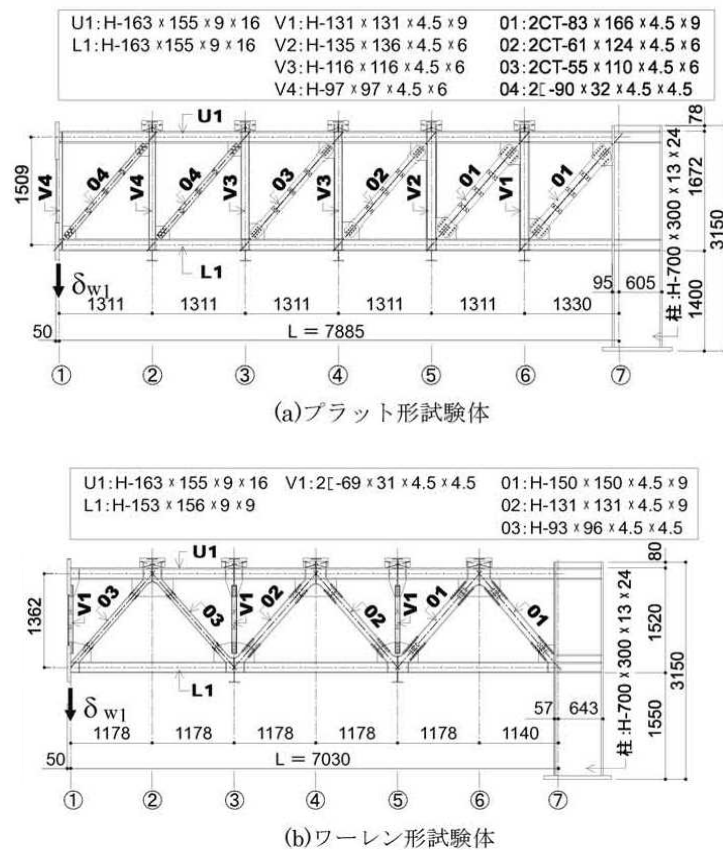 U1:H-163 x 155 x 9 x 16 V1:H-131 x 131 x 4.5 x 9 01:2CT-83 x 166 x 4.5 x 9
L1:H-163 x 155 x 9 x 16 V2:H-135 x 136 x 4.5 x 6 02:2CT-61 x 124 x 4.5 x 6
V3:H-116 x 116 x 4.5 x 6 03:2CT-55 x 110 x 4.5 x 6
V4:H-97 x 97 x 4.5 x 6 04:2[-90 x 32 x 4.5 x 4.5
U1
78
1509
V4
04
V4
04
V3
03
V3
02
V2
01
V1
01
柱:H-700 x 300 x 13 x 24
1672
3150
1400
L1
δw1
1311 1311 1311 1311 1311 1330
95 605
50
L = 7885
① ② ③ ④ ⑤ ⑥ ⑦
(a)プラット形試験体
U1:H-163 x 155 x 9 x 16 V1:2[-69 x 31 x 4.5 x 4.5 01:H-150 x 150 x 4.5 x 9
L1:H-153 x 156 x 9 x 9 02:H-131 x 131 x 4.5 x 9
03:H-93 x 96 x 4.5 x 4.5
U1
80
1362
V1
03
03
V1
02
02
V1
01
01
柱:H-700 x 300 x 13 x 24
1520
3150
1550
L1
δw1
57 643
1178 1178 1178 1178 1178 1140
50
L = 7030
① ② ③ ④ ⑤ ⑥ ⑦
(b)ワーレン形試験体